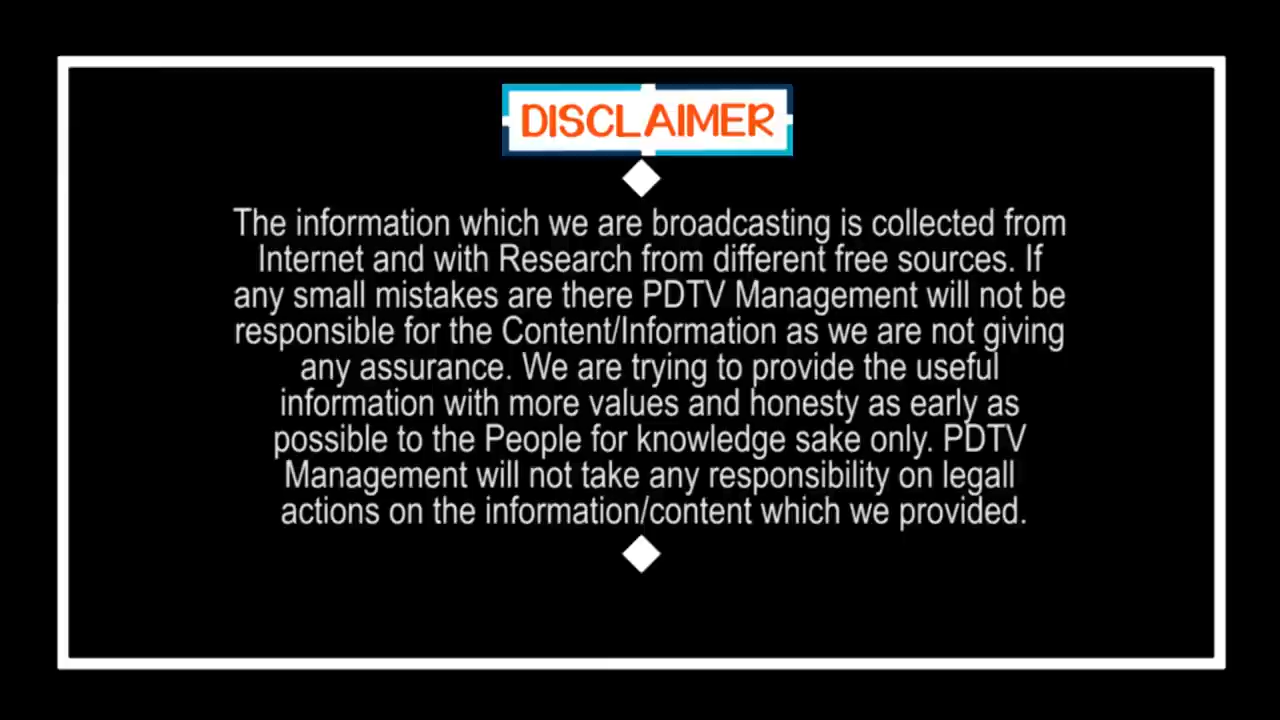 DISCLAIMER
The information which we are broadcasting is collected from
Internet and with Research from different free sources. If
any small mistakes are there PDTV Management will not be
responsible for the Content/Information as we are not giving
any assurance. We are trying to provide the useful
information with more values and honesty as early as
possible to the People for knowledge sake only. PDTV
Management will not take any responsibility on legall
actions on the information/content which we provided.